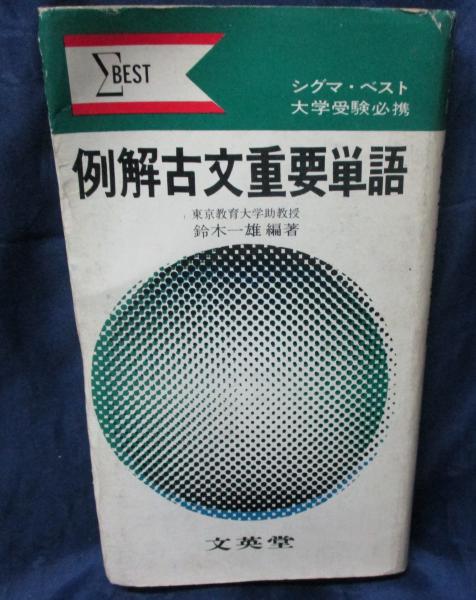 ΣBEST
シグマ・ベスト
大学受験必携
例解古文重要単語
東京教育大学助教授
鈴木一雄 編著
文英堂